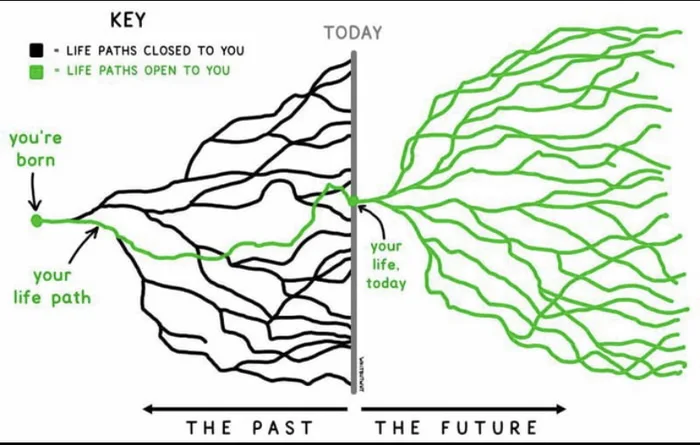 KEY
- LIFE PATHS CLOSED TO YOU
- LIFE PATHS OPEN TO YOU
TODAY
you're
born
your
life path
your
life,
today
THE PAST
THE FUTURE